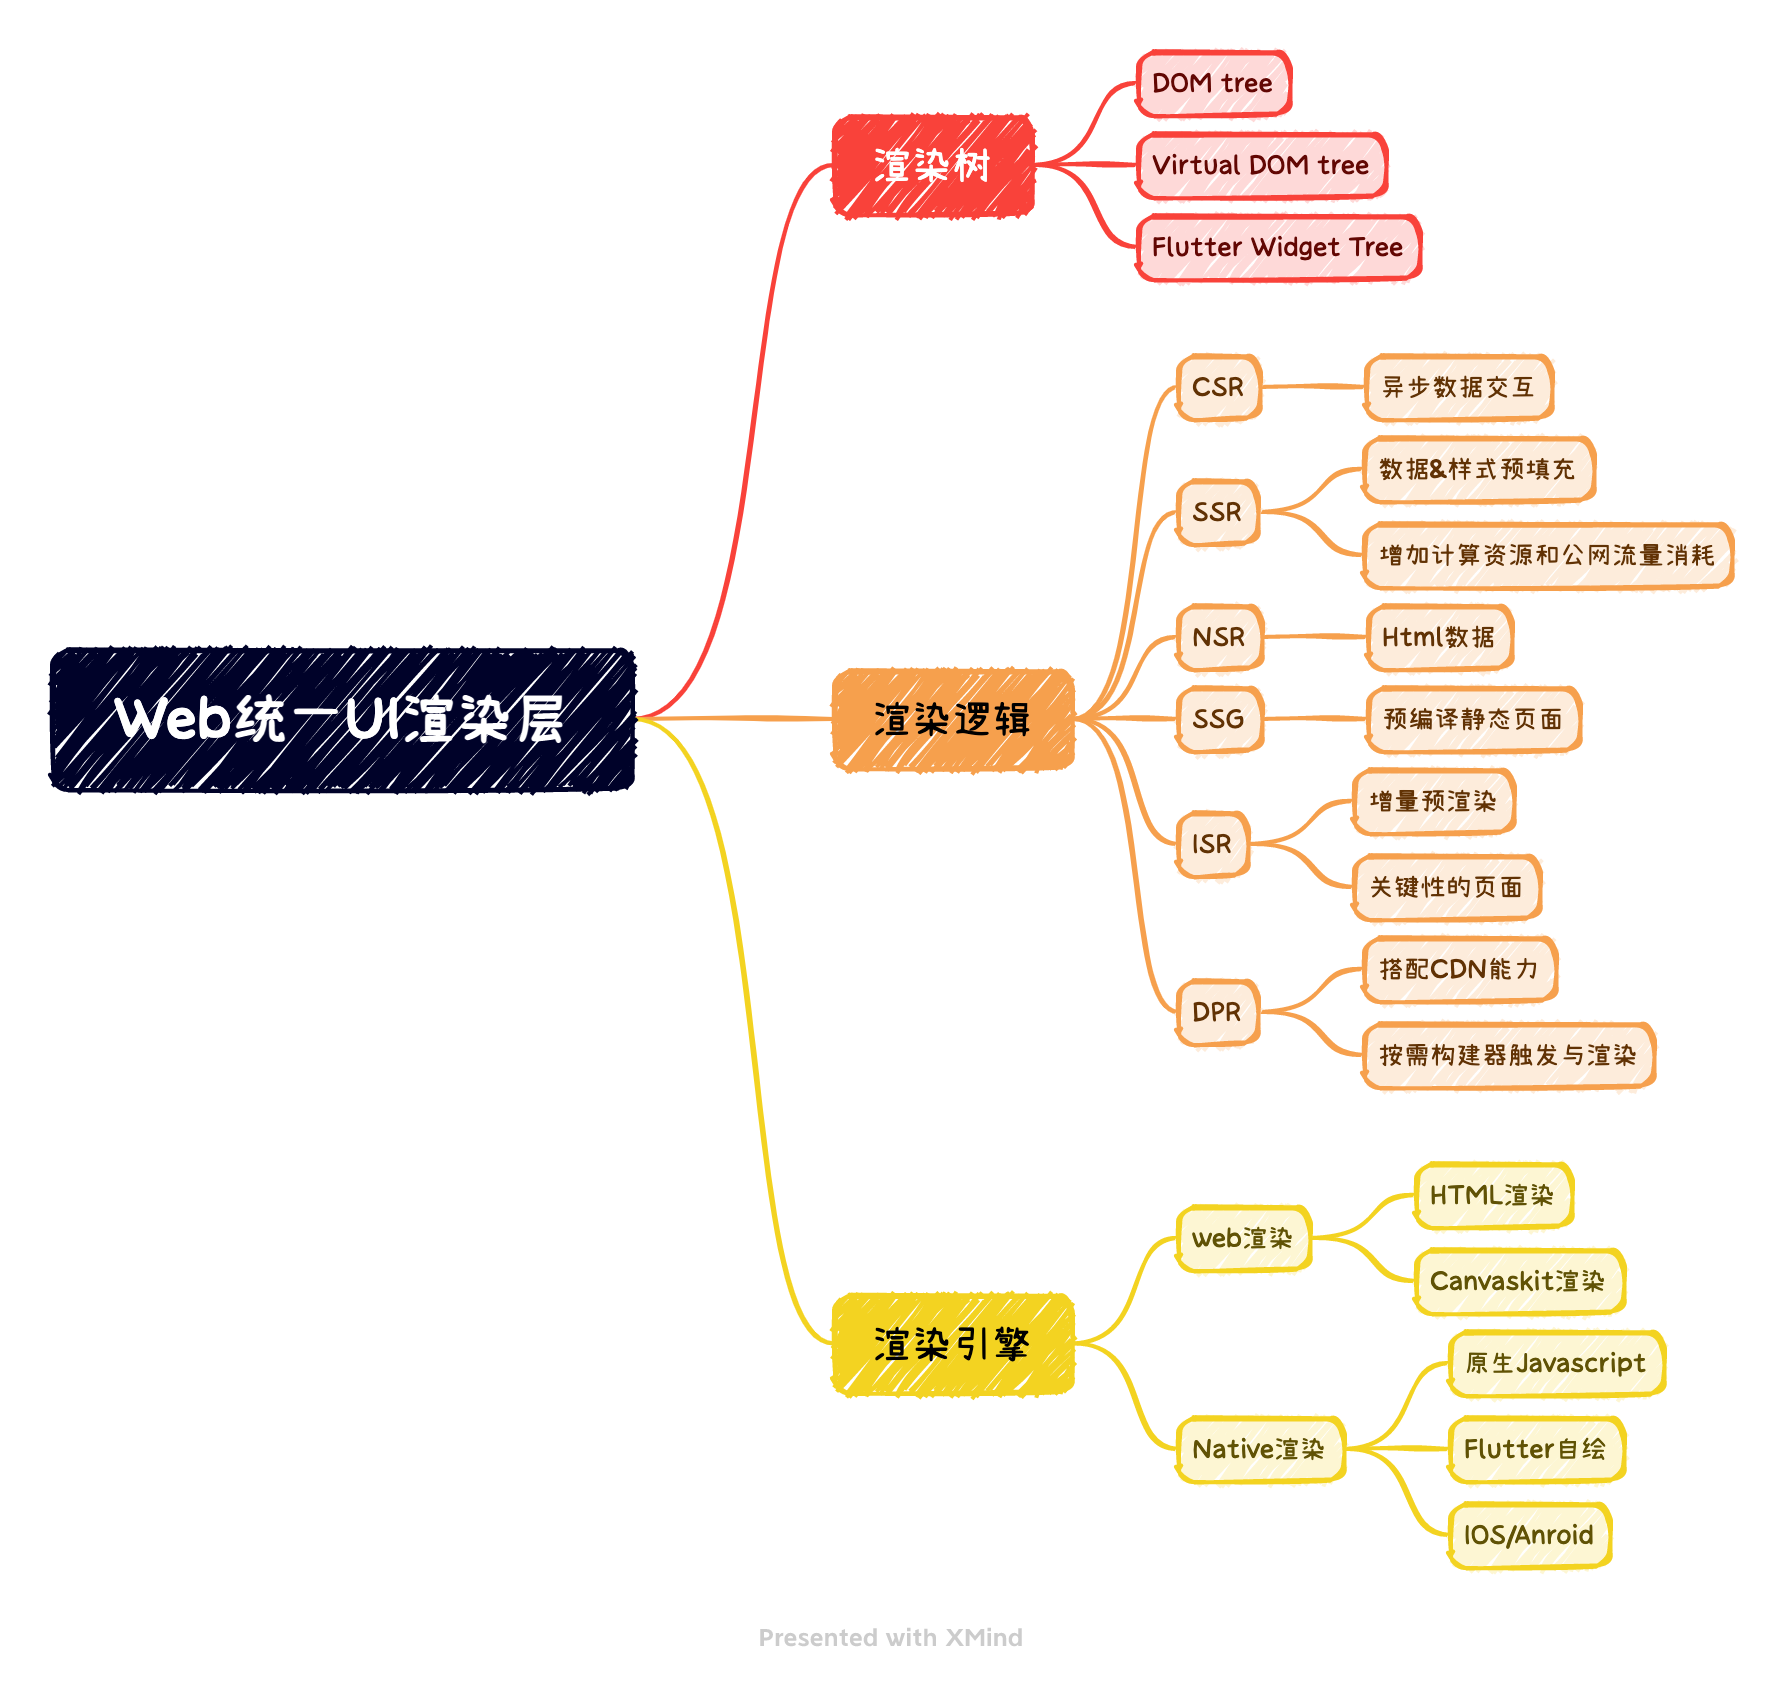 Web统一UI渲染层
渲染树
DOM tree
Virtual DOM tree
Flutter Widget Tree
渲染逻辑
CSR
异步数据交互
SSR
数据&样式预填充
增加计算资源和公网流量消耗
NSR
Html数据
SSG
预编译静态页面
ISR
增量预渲染
关键性的页面
DPR
搭配CDN能力
按需构建器触发与渲染
渲染引擎
web渲染
HTML渲染
Canvaskit渲染
Native渲染
原生Javascript
Flutter自绘
IOS/Anroid
Presented with XMind